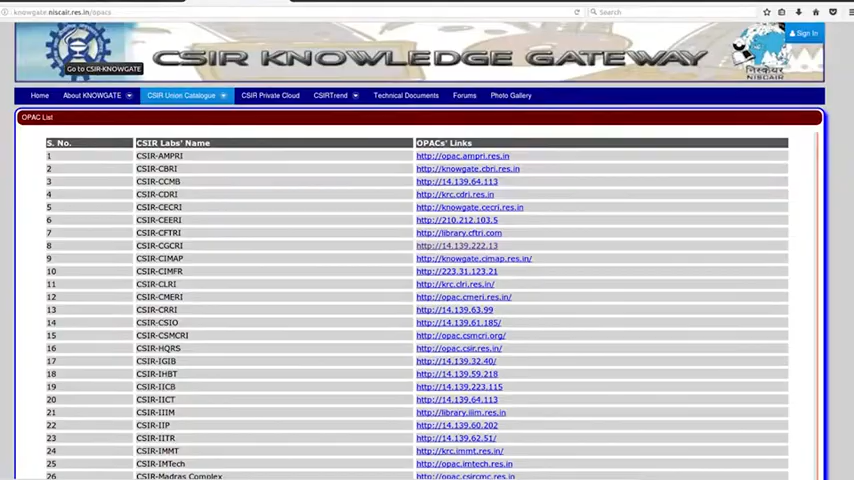 knowgate.niscair.res.in/opacs
Search
CSIR KNOWLEDGE GATEWAY
Sign In
Go to CSIR-KNOWGATE
निस्केयर
NISCAIR
Home About KNOWGATE CSIR Union Catalogue CSIR Private Cloud CSIRTrend Technical Documents Forums Photo Gallery
OPAC List
S. No. CSIR Labs' Name OPACs' Links
1 CSIR-AMPRI http://opac.ampri.res.in
2 CSIR-CBRI http://knowgate.cbri.res.in
3 CSIR-CCMB http://14.139.64.113
4 CSIR-CDRI http://krc.cdri.res.in
5 CSIR-CECRI http://knowgate.cecri.res.in
6 CSIR-CEERI http://210.212.103.5
7 CSIR-CFTRI http://library.cftri.com
8 CSIR-CGCRI http://14.139.222.13
9 CSIR-CIMAP http://knowgate.cimap.res.in/
10 CSIR-CIMFR http://223.31.123.21
11 CSIR-CLRI http://krc.clri.res.in/
12 CSIR-CMERI http://opac.cmeri.res.in/
13 CSIR-CRRI http://14.139.63.99
14 CSIR-CSIO http://14.139.61.185/
15 CSIR-CSMCRI http://opac.csmcri.org/
16 CSIR-HQRS http://opac.csir.res.in/
17 CSIR-IGIB http://14.139.32.40/
18 CSIR-IHBT http://14.139.59.218
19 CSIR-IICB http://14.139.223.115
20 CSIR-IICT http://14.139.64.113
21 CSIR-IIIM http://library.iiim.res.in
22 CSIR-IIP http://14.139.60.202
23 CSIR-IITR http://14.139.62.51/
24 CSIR-IMMT http://krc.immt.res.in/
25 CSIR-IMTech http://opac.imtech.res.in
26 CSIR-Madras Complex http://opac.csircmc.res.in